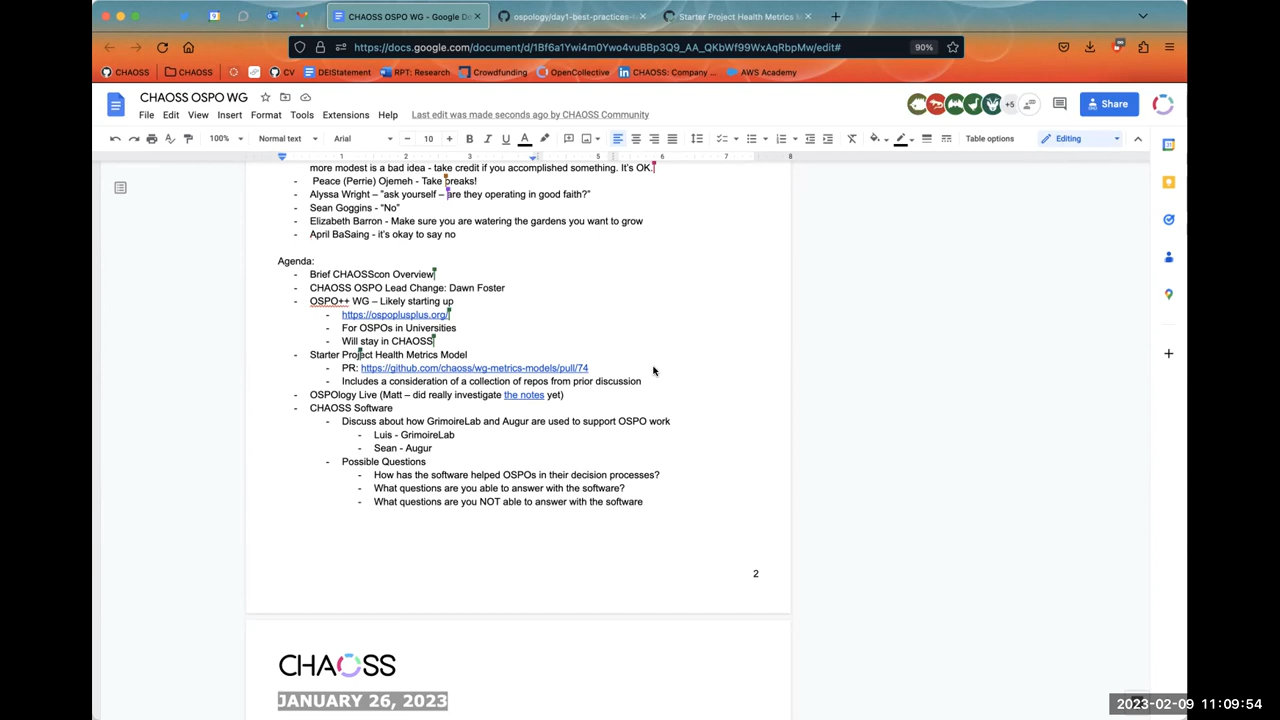 CHAOSS OSPO WG - Google Do
ospology/day1-best-practices-
Starter Project Health Metrics M
https://docs.google.com/document/d/1Bf6a1Ywi4m0Ywo4vuBBp3Q9_AA_QKbWf99WxAqRbpMw/edit#
90%
CHAOSS
CHAOSS
CV
DEIStatement
RPT: Research
Crowdfunding
OpenCollective
CHAOSS: Company ...
AWS Academy
CHAOSS OSPO WG
File Edit View Insert Format Tools Extensions Help
Last edit was made seconds ago by CHAOSS Community
+5
Share
100%
Normal text
Arial
10
Table options
Editing
1 2 3 4 5 6 7 8
more modest is a bad idea - take credit if you accomplished something. It's OK.
- Peace (Perrie) Ojemeh - Take breaks!
- Alyssa Wright – "ask yourself – are they operating in good faith?"
- Sean Goggins - "No"
- Elizabeth Barron - Make sure you are watering the gardens you want to grow
- April BaSaing - it's okay to say no
Agenda:
- Brief CHAOSScon Overview
- CHAOSS OSPO Lead Change: Dawn Foster
- OSPO++ WG – Likely starting up
- https://ospoplusplus.org/
- For OSPOs in Universities
- Will stay in CHAOSS
- Starter Project Health Metrics Model
- PR: https://github.com/chaoss/wg-metrics-models/pull/74
- Includes a consideration of a collection of repos from prior discussion
- OSPOlogy Live (Matt – did really investigate the notes yet)
- CHAOSS Software
- Discuss about how GrimoireLab and Augur are used to support OSPO work
- Luis - GrimoireLab
- Sean - Augur
- Possible Questions
- How has the software helped OSPOs in their decision processes?
- What questions are you able to answer with the software?
- What questions are you NOT able to answer with the software
2
CHAOSS
JANUARY 26, 2023
2023-02-09 11:09:54